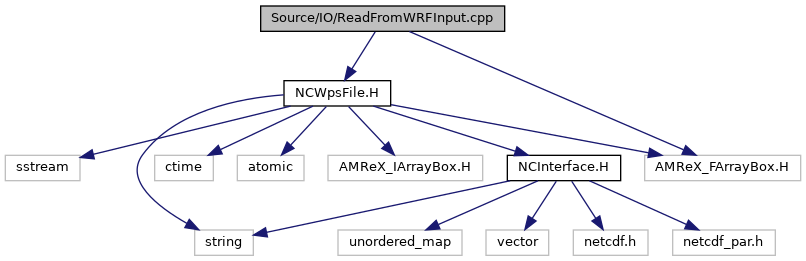 Source/IO/ReadFromWRFInput.cpp
NCWpsFile.H
sstream
ctime
atomic
AMReX_IArrayBox.H
NCInterface.H
AMReX_FArrayBox.H
string
unordered_map
vector
netcdf.h
netcdf_par.h